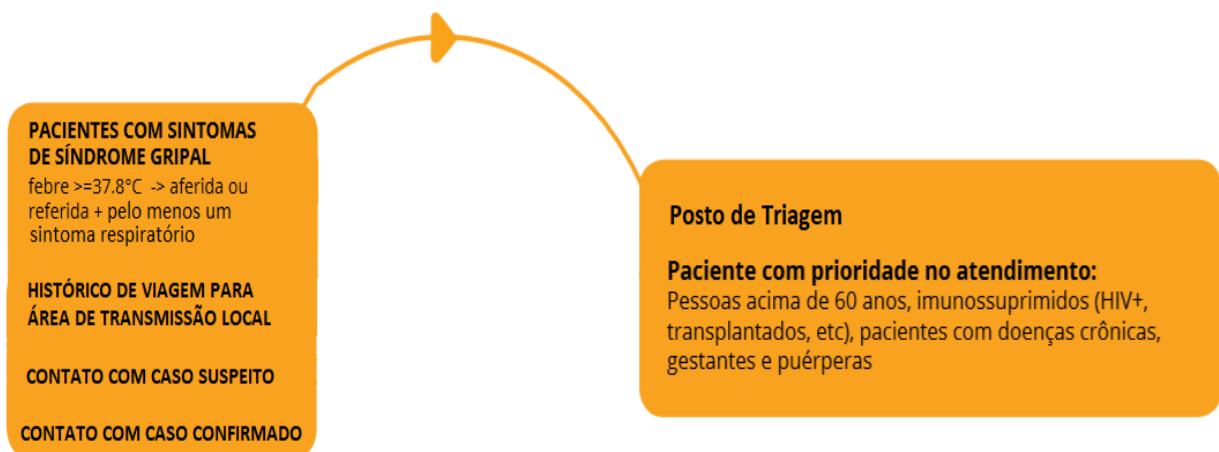 PACIENTES COM SINTOMAS
DE SÍNDROME GRIPAL
febre >=37.8°C -> aferida ou
referida + pelo menos um
sintoma respiratório
HISTÓRICO DE VIAGEM PARA
ÁREA DE TRANSMISSÃO LOCAL
CONTATO COM CASO SUSPEITO
CONTATO COM CASO CONFIRMADO
Posto de Triagem
Paciente com prioridade no atendimento:
Pessoas acima de 60 anos, imunossuprimidos (HIV+,
transplantados, etc), pacientes com doenças crônicas,
gestantes e puérperas